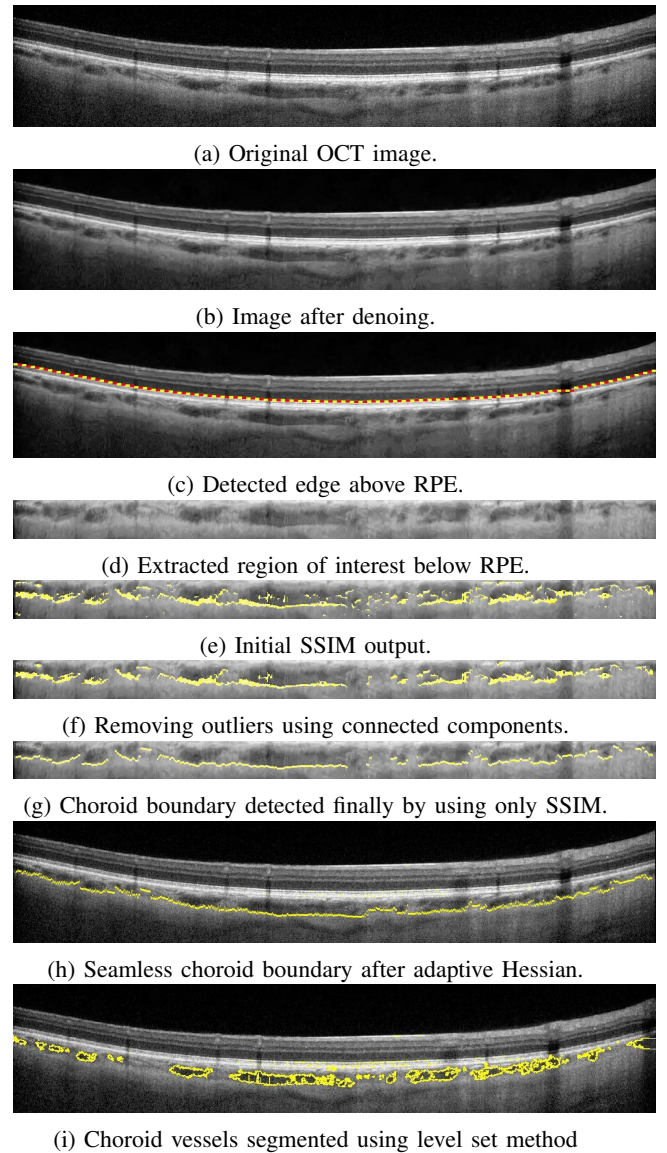 (a) Original OCT image.
(b) Image after denoing.
(c) Detected edge above RPE.
(d) Extracted region of interest below RPE.
(e) Initial SSIM output.
(f) Removing outliers using connected components.
(g) Choroid boundary detected finally by using only SSIM.
(h) Seamless choroid boundary after adaptive Hessian.
(i) Choroid vessels segmented using level set method